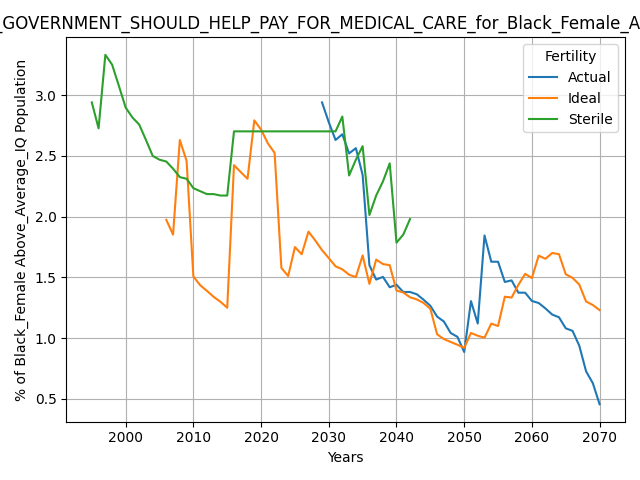 _GOVERNMENT_SHOULD_HELP_PAY_FOR_MEDICAL_CARE_for_Black_Female_A
% of Black_Female Above_Average_IQ Population
3.0
2.5
2.0
1.5
1.0
0.5
Fertility
Actual
Ideal
Sterile
2000 2010 2020 2030 2040 2050 2060 2070
Years